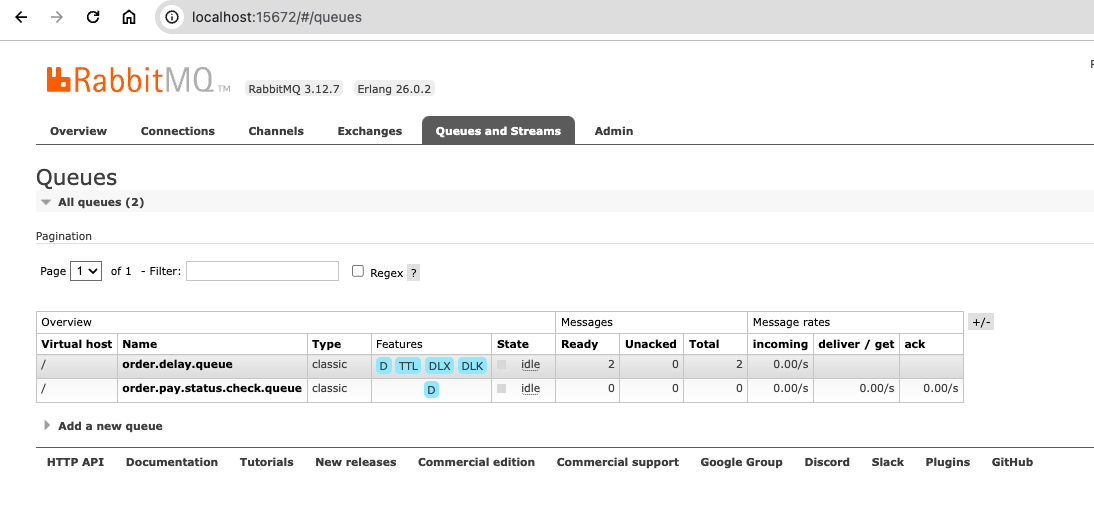 localhost:15672/#/queues
RabbitMQ TM RabbitMQ 3.12.7 Erlang 26.0.2
Overview Connections Channels Exchanges Queues and Streams Admin
Queues
All queues (2)
Pagination
Page 1 of 1 - Filter: Regex ?
Overview Messages Message rates +/-
Virtual host Name Type Features State Ready Unacked Total incoming deliver / get ack
/ order.delay.queue classic D TTL DLX DLK idle 2 0 2 0.00/s
/ order.pay.status.check.queue classic D idle 0 0 0 0.00/s 0.00/s 0.00/s
Add a new queue
HTTP API Documentation Tutorials New releases Commercial edition Commercial support Google Group Discord Slack Plugins GitHub